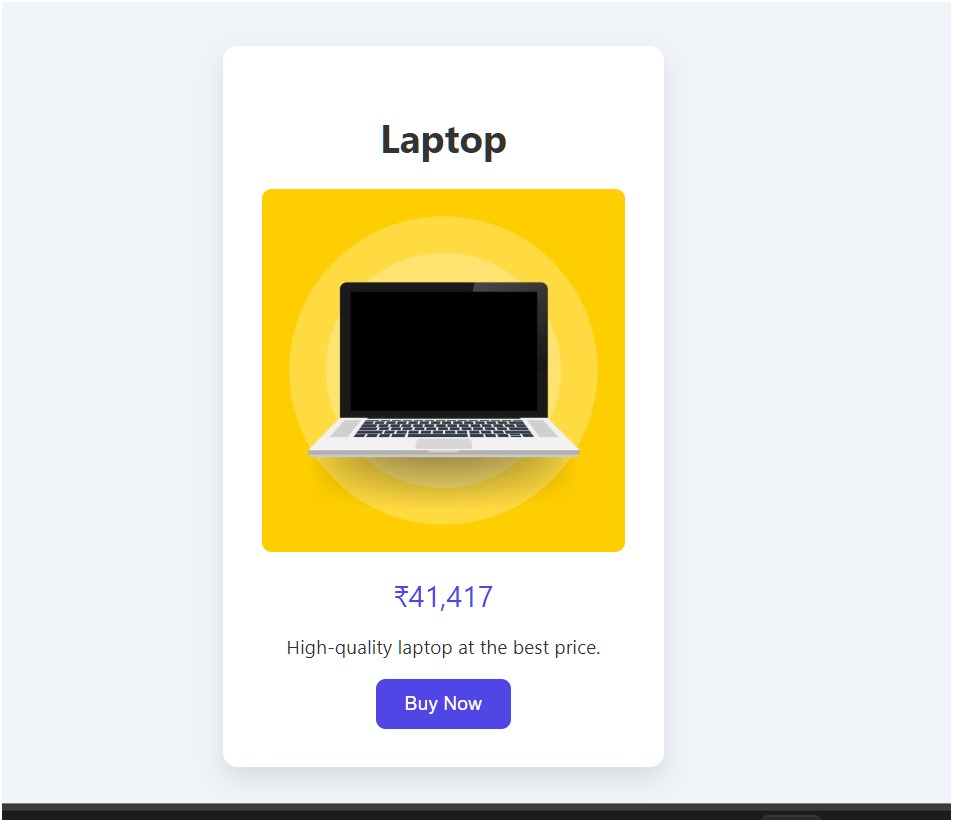 Laptop
₹41,417
High-quality laptop at the best price.
Buy Now